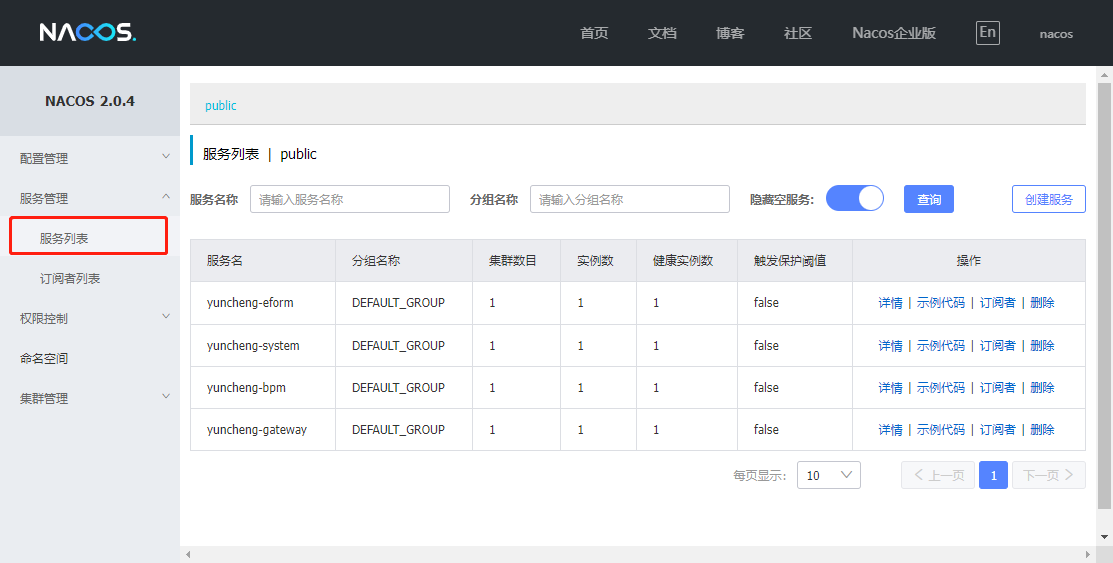 NACOS. 首页 文档 博客 社区 Nacos企业版 En nacos
NACOS 2.0.4
配置管理
服务管理
服务列表
订阅者列表
权限控制
命名空间
集群管理
public
服务列表 | public
服务名称 请输入服务名称 分组名称 请输入分组名称 隐藏空服务: 查询 创建服务
服务名 分组名称 集群数目 实例数 健康实例数 触发保护阈值 操作
yuncheng-eform DEFAULT_GROUP 1 1 1 false 详情 | 示例代码 | 订阅者 | 删除
yuncheng-system DEFAULT_GROUP 1 1 1 false 详情 | 示例代码 | 订阅者 | 删除
yuncheng-bpm DEFAULT_GROUP 1 1 1 false 详情 | 示例代码 | 订阅者 | 删除
yuncheng-gateway DEFAULT_GROUP 1 1 1 false 详情 | 示例代码 | 订阅者 | 删除
每页显示: 10 上一页 1 下一页